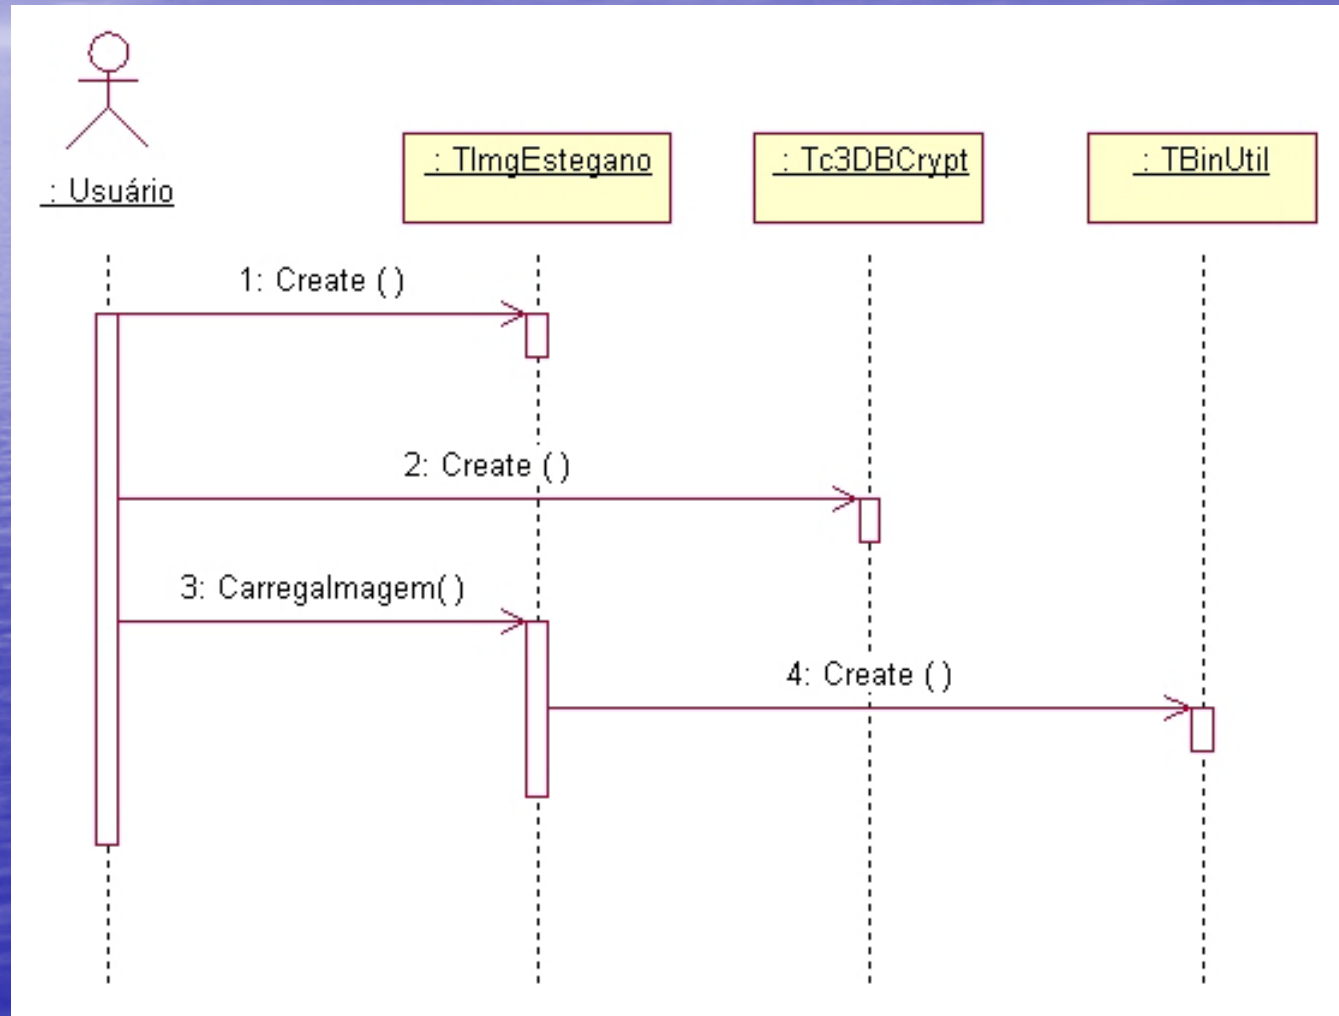 : Usuário
: TImgEstegano
: Tc3DBCrypt
: TBinUtil
1: Create ( )
2: Create ( )
3: CarregaImagem( )
4: Create ( )